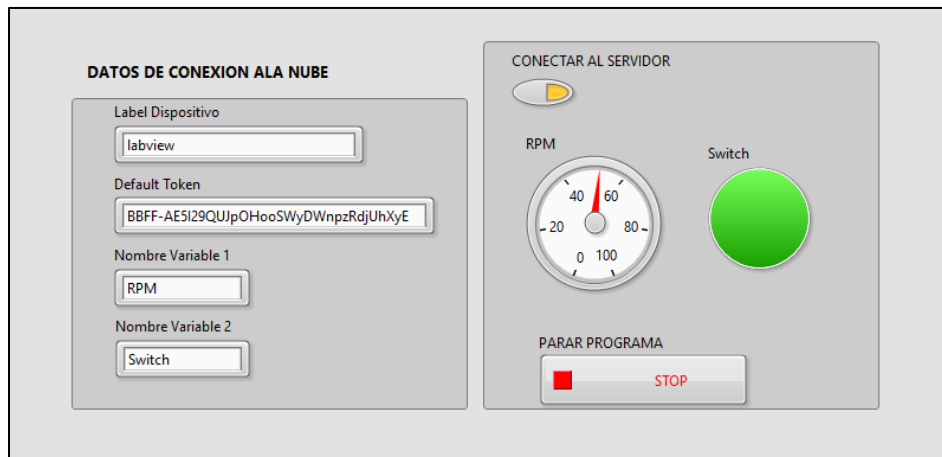 DATOS DE CONEXION ALA NUBE
Label Dispositivo
labview
Default Token
BBFF-AE5I29QUJpOHooSWyDWnpzRdjUhXyE
Nombre Variable 1
RPM
Nombre Variable 2
Switch
CONECTAR AL SERVIDOR
RPM
0
20
40
60
80
100
Switch
PARAR PROGRAMA
STOP